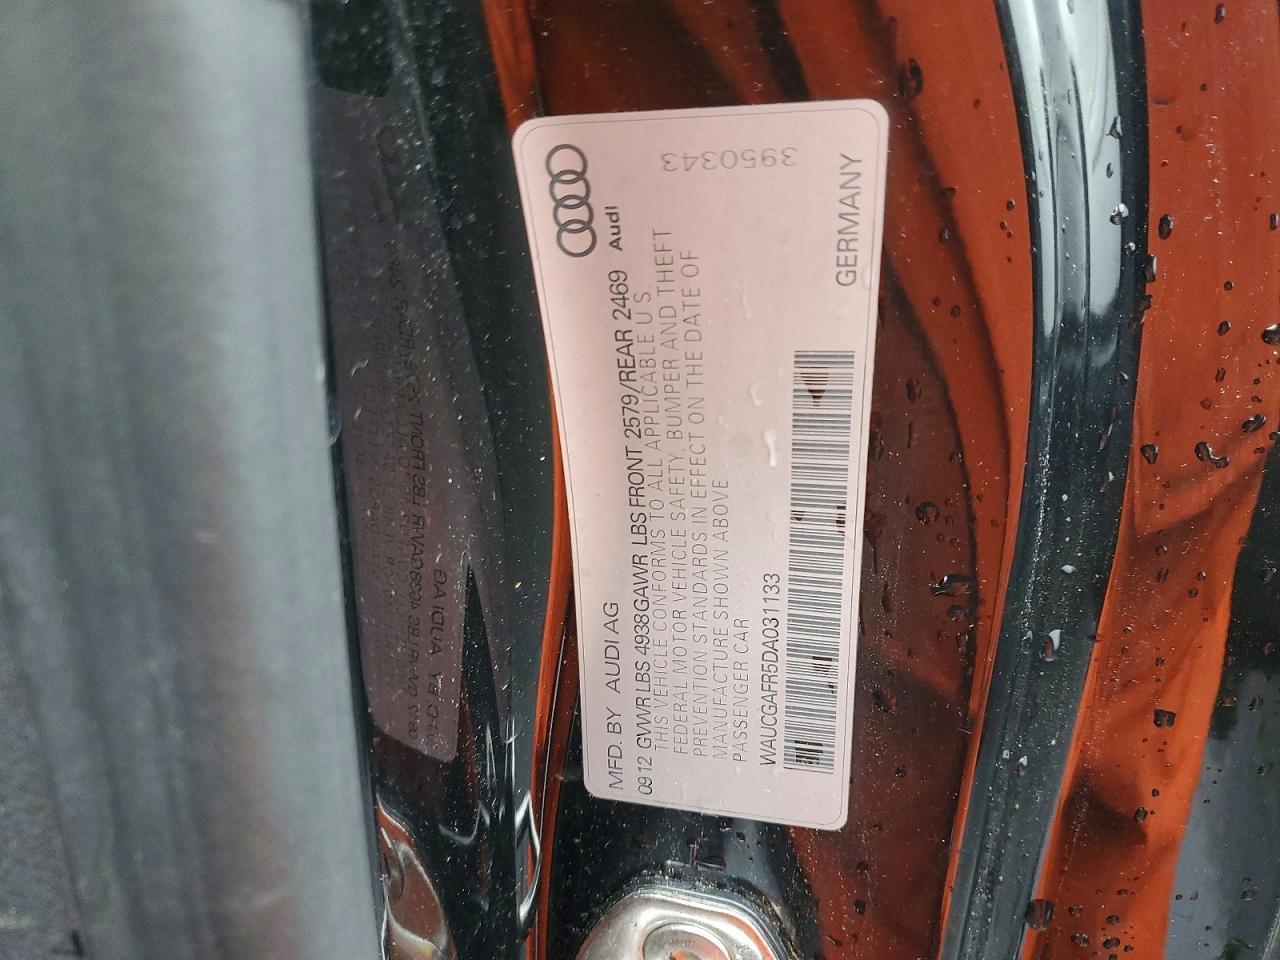 Audi
MFD. BY AUDI AG
0912 GVWR LBS 4938 GAWR LBS FRONT 2579/REAR 2469
THIS VEHICLE CONFORMS TO ALL APPLICABLE U S
FEDERAL MOTOR VEHICLE SAFETY, BUMPER AND THEFT
PREVENTION STANDARDS IN EFFECT ON THE DATE OF
MANUFACTURE SHOWN ABOVE
PASSENGER CAR
WAUCGAFR5DA031133
3950343
GERMANY